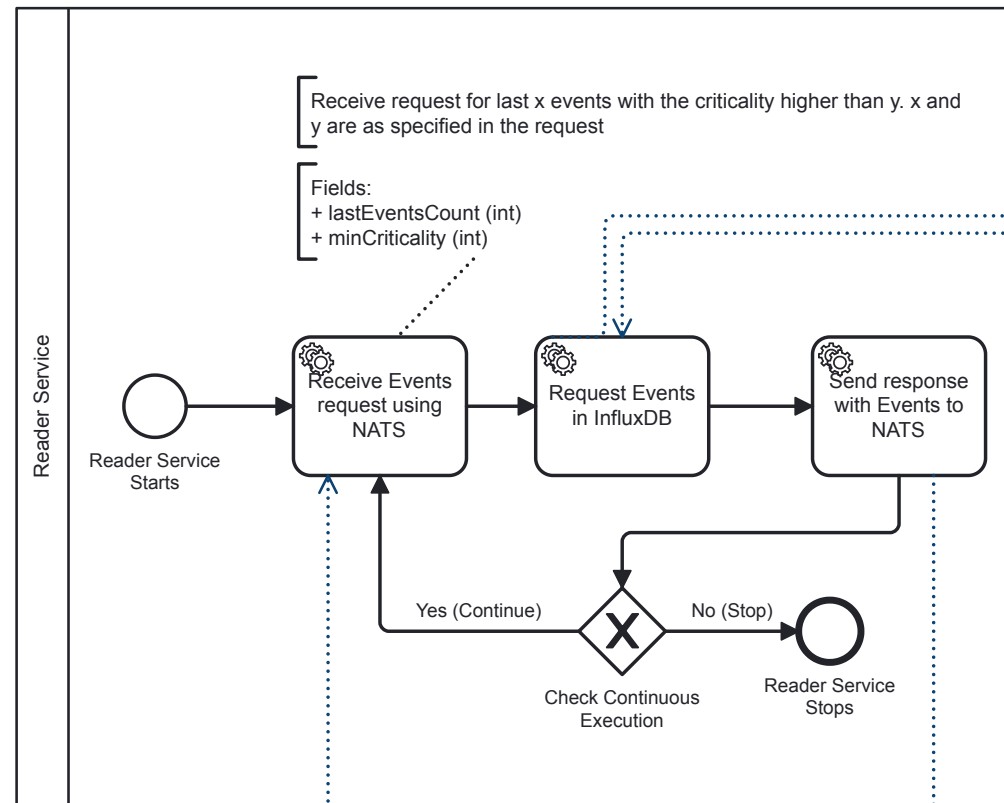 Receive request for last x events with the criticality higher than y. x and
y are as specified in the request
Fields:
+ lastEventsCount (int)
+ minCriticality (int)
Reader Service
Reader Service
Starts
Receive Events
request using
NATS
Request Events
in InfluxDB
Send response
with Events to
NATS
Yes (Continue)
No (Stop)
X
Check Continuous
Execution
Reader Service
Stops